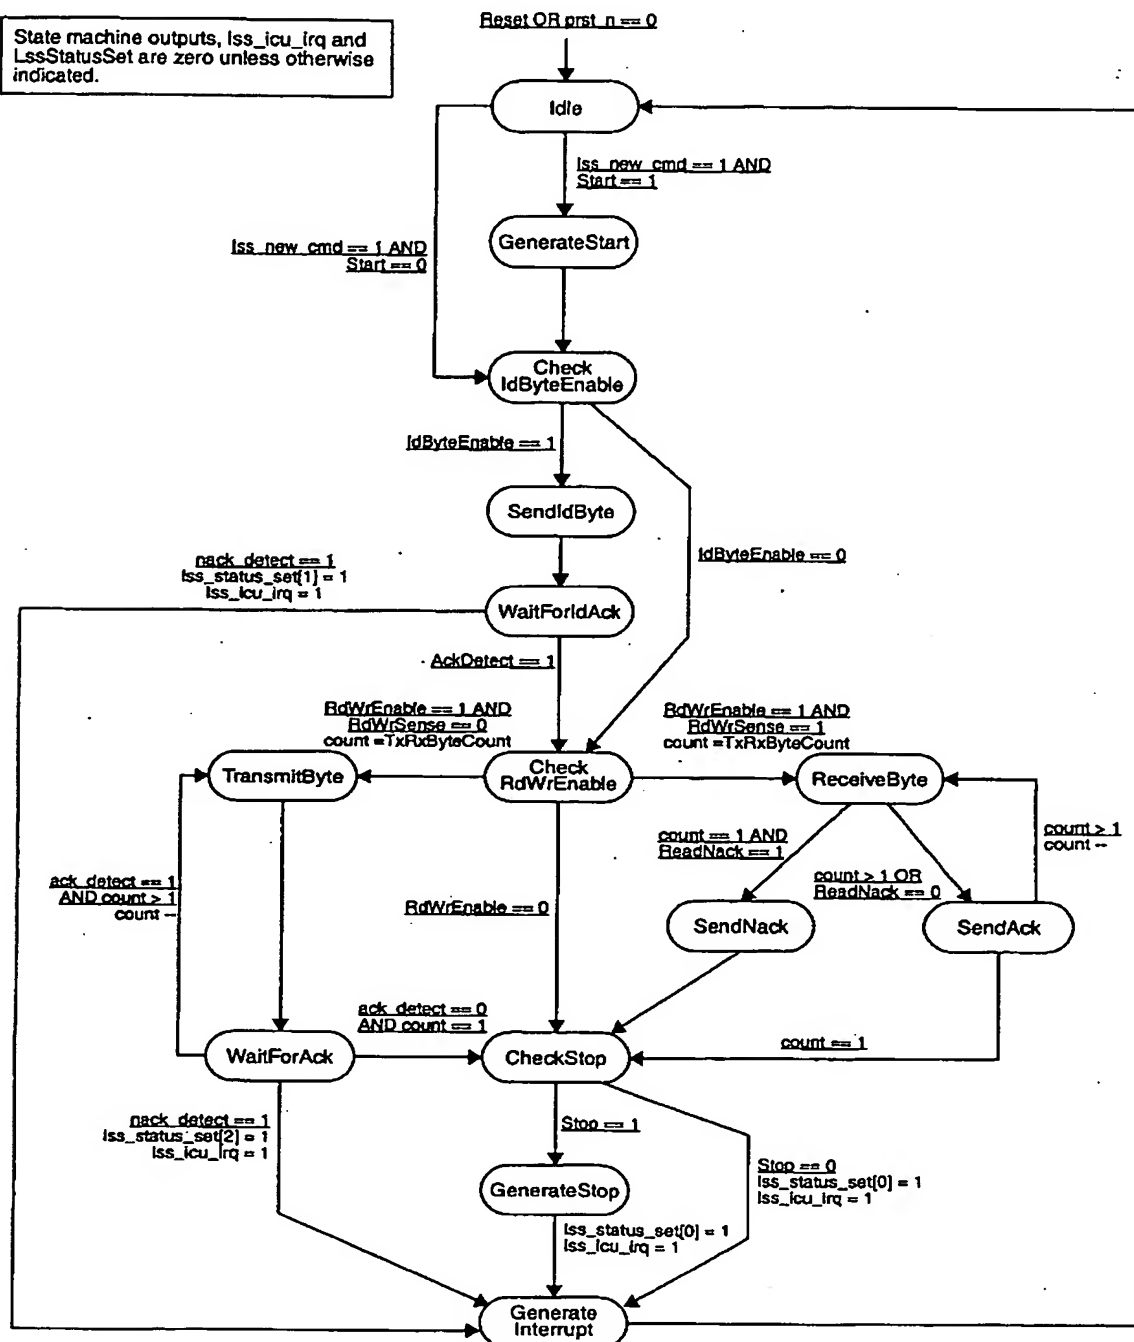 Reset OR prst_n == 0
State machine outputs, lss_icu_irq and
LssStatusSet are zero unless otherwise
indicated.
Idle
lss_new_cmd == 1 AND
Start == 1
GenerateStart
lss_new_cmd == 1 AND
Start == 0
Check
IdByteEnable
IdByteEnable == 1
SendIdByte
IdByteEnable == 0
nack_detect == 1
lss_status_set[1] = 1
lss_icu_irq = 1
WaitForIdAck
AckDetect == 1
RdWrEnable == 1 AND
RdWrSense == 0
count =TxRxByteCount
RdWrEnable == 1 AND
RdWrSense == 1
count =TxRxByteCount
TransmitByte
Check
RdWrEnable
ReceiveByte
count == 1 AND
ReadNack == 1
count > 1
count --
count > 1 OR
ReadNack == 0
ack_detect == 1
AND count > 1
count --
RdWrEnable == 0
SendNack
SendAck
ack_detect == 0
AND count == 1
WaitForAck
CheckStop
count == 1
nack_detect == 1
lss_status_set[2] = 1
lss_icu_irq = 1
Stop == 1
Stop == 0
lss_status_set[0] = 1
lss_icu_irq = 1
GenerateStop
lss_status_set[0] = 1
lss_icu_irq = 1
Generate
Interrupt